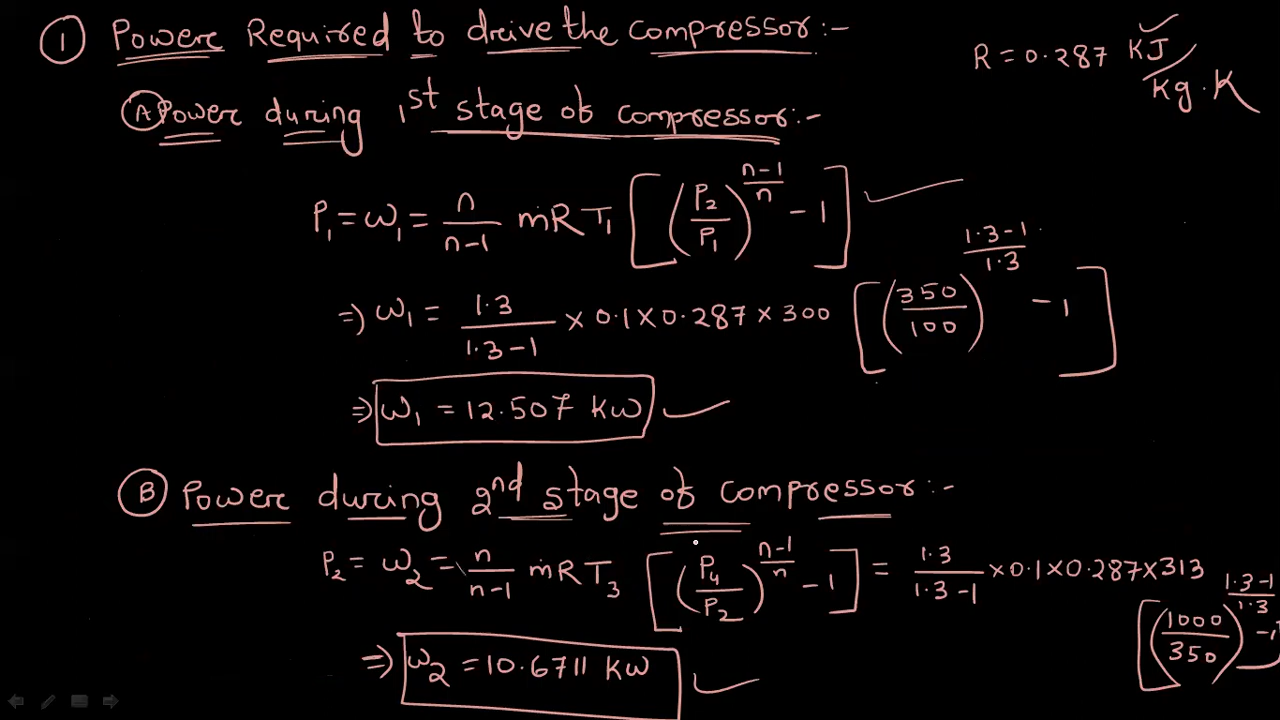 ① Power Required to drive the compressor:-
R = 0.287 KJ/Kg·K
Ⓐ Power during 1st stage of compressor:-
P₁ = ω₁ = n/(n-1) ṁRT₁ [(P₂/P₁)^((n-1)/n) - 1]
⇒ ω₁ = 1.3/(1.3-1) × 0.1 × 0.287 × 300 [(350/100)^((1.3-1)/1.3) - 1]
⇒ ω₁ = 12.507 KW
Ⓑ Power during 2nd stage of compressor:-
P₂ = ω₂ = n/(n-1) ṁRT₃ [(P₄/P₂)^((n-1)/n) - 1] = 1.3/(1.3-1) × 0.1 × 0.287 × 313
[(1000/350)^((1.3-1)/1.3) - 1]
⇒ ω₂ = 10.6711 KW